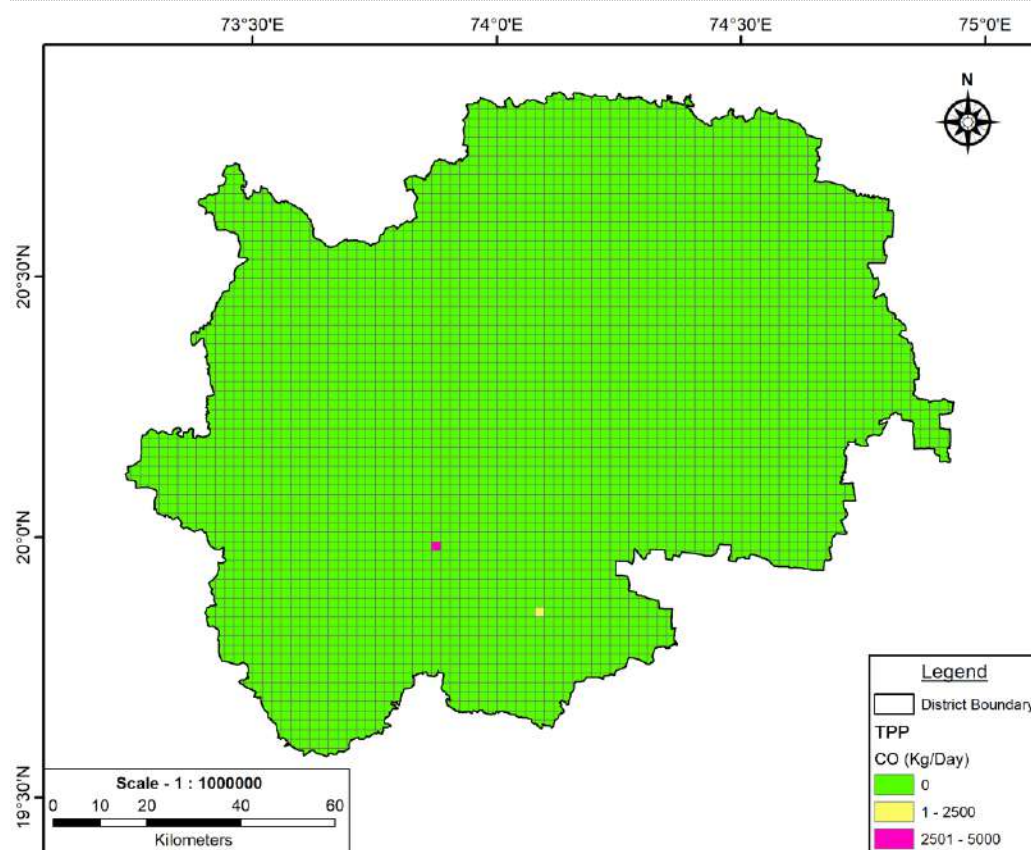 73°30'E 74°0'E 74°30'E 75°0'E
N
20°30'N
20°0'N
19°30'N
Legend
District Boundary
TPP
CO (Kg/Day)
0
1 - 2500
2501 - 5000
Scale - 1 : 1000000
0 10 20 40 60
Kilometers